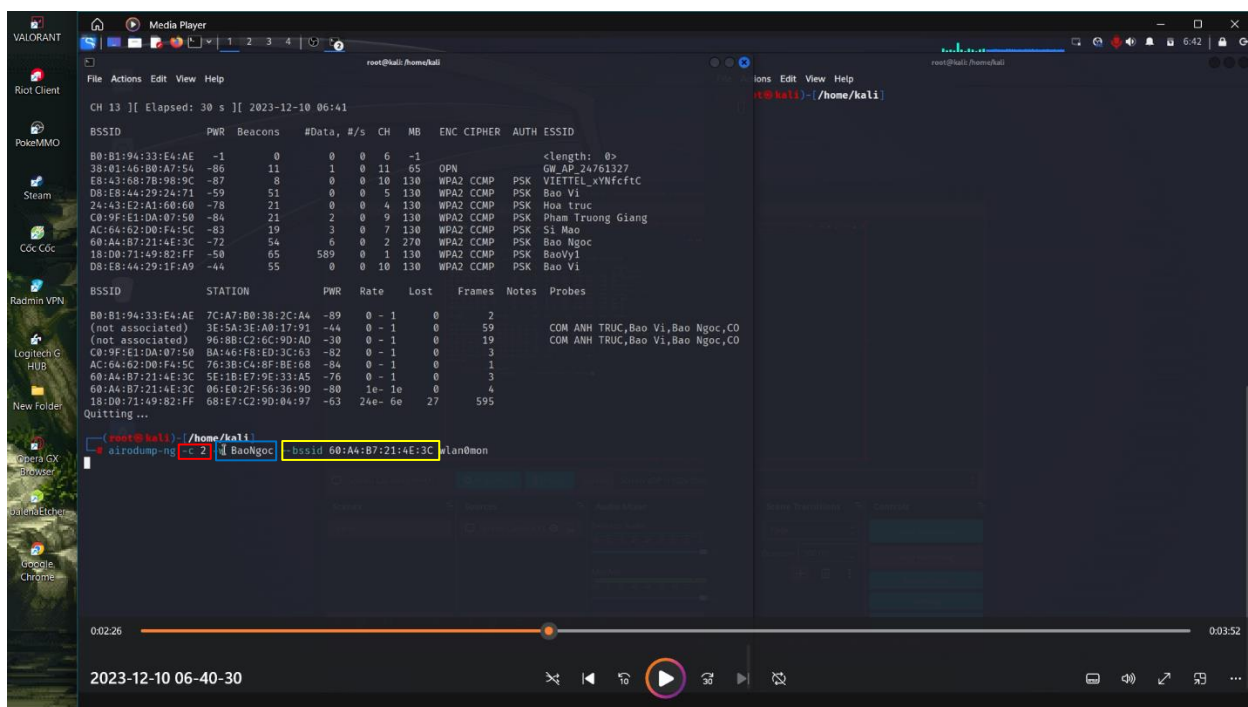 VALORANT
Riot Client
PokeMMO
Steam
Cốc Cốc
Radmin VPN
Logitech G
HUB
New Folder
Opera GX
Browser
balenaEtcher
Google
Chrome
Media Player
1 2 3 4
6:42
root@kali: /home/kali
File Actions Edit View Help
CH 13 ][ Elapsed: 30 s ][ 2023-12-10 06:41
BSSID PWR Beacons #Data, #/s CH MB ENC CIPHER AUTH ESSID
B0:B1:94:33:E4:AE -1 0 0 0 6 -1 <length: 0>
38:01:46:B0:A7:54 -86 11 1 0 11 65 OPN GW_AP_24761327
E8:43:68:7B:98:9C -87 8 0 0 10 130 WPA2 CCMP PSK VIETTEL_xYNfcftC
D8:E8:44:29:24:71 -59 51 0 0 5 130 WPA2 CCMP PSK Bao Vi
24:43:E2:A1:60:60 -78 21 0 0 4 130 WPA2 CCMP PSK Hoa truc
C0:9F:E1:DA:07:50 -84 21 2 0 9 130 WPA2 CCMP PSK Pham Truong Giang
AC:64:62:D0:F4:5C -83 19 3 0 7 130 WPA2 CCMP PSK Si Mao
60:A4:B7:21:4E:3C -72 54 6 0 2 270 WPA2 CCMP PSK Bao Ngoc
18:D0:71:49:82:FF -50 65 589 0 1 130 WPA2 CCMP PSK BaoVy1
D8:E8:44:29:1F:A9 -44 55 0 0 10 130 WPA2 CCMP PSK Bao Vi
BSSID STATION PWR Rate Lost Frames Notes Probes
B0:B1:94:33:E4:AE 7C:A7:B0:38:2C:A4 -89 0 - 1 0 2
(not associated) 3E:5A:3E:A0:17:91 -44 0 - 1 0 59 COM ANH TRUC,Bao Vi,Bao Ngoc,CO
(not associated) 96:8B:C2:6C:9D:AD -30 0 - 1 0 19 COM ANH TRUC,Bao Vi,Bao Ngoc,CO
C0:9F:E1:DA:07:50 BA:46:F8:ED:3C:63 -82 0 - 1 0 3
AC:64:62:D0:F4:5C 76:3B:C4:8F:BE:68 -84 0 - 1 0 1
60:A4:B7:21:4E:3C 5E:1B:E7:9E:33:A5 -76 0 - 1 0 3
60:A4:B7:21:4E:3C 06:E0:2F:56:36:9D -80 1e- 1e 0 4
18:D0:71:49:82:FF 68:E7:C2:9D:04:97 -63 24e- 6e 27 595
Quitting ...
(root㉿kali)-[/home/kali]
# airodump-ng -c 2 BaoNgoc --bssid 60:A4:B7:21:4E:3C wlan0mon
root@kali: /home/kali
ions Edit View Help
kali)-[/home/kali]
0:02:26
0:03:52
2023-12-10 06-40-30
10
30